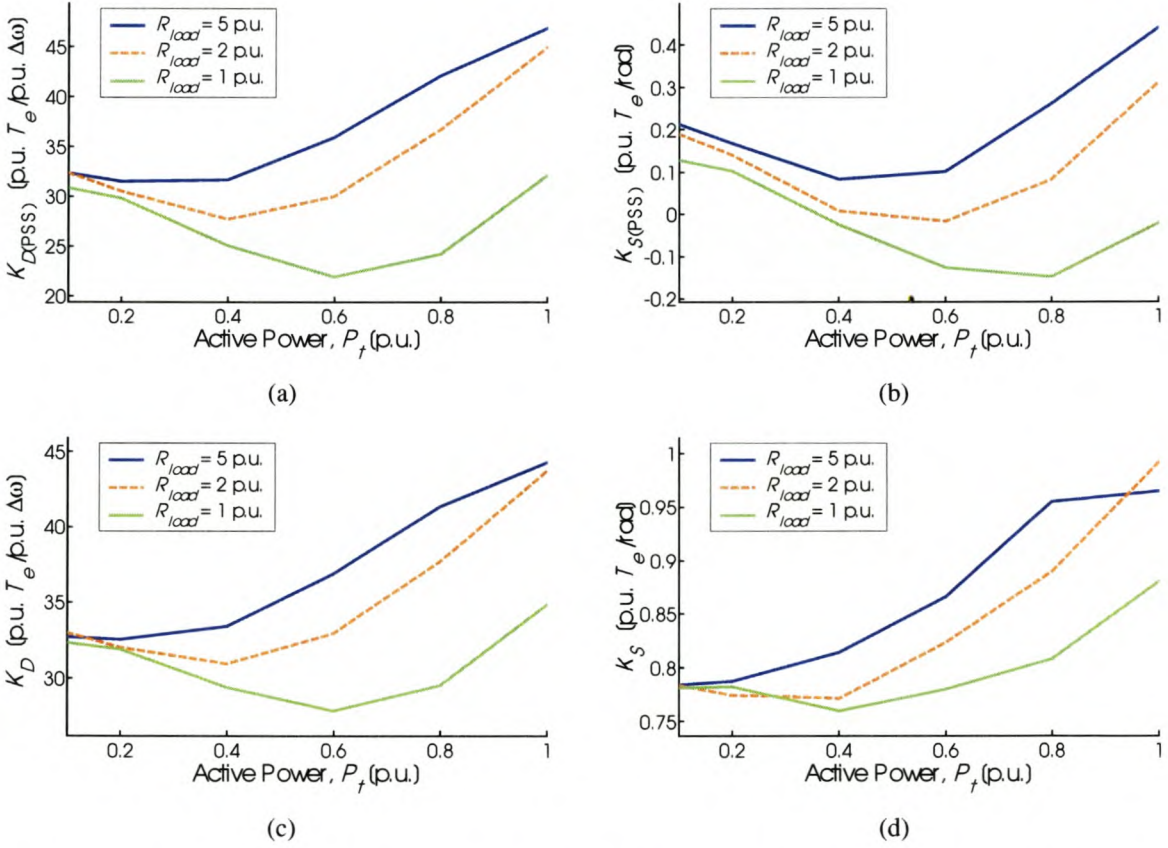 K_D(PSS) (p.u. T_e/p.u. Δω)
45
40
35
30
25
20
R_load = 5 p.u.
R_load = 2 p.u.
R_load = 1 p.u.
0.2 0.4 0.6 0.8 1
Active Power, P_t (p.u.)
(a)
K_S(PSS) (p.u. T_e/rad)
0.4
0.3
0.2
0.1
0
-0.1
-0.2
R_load = 5 p.u.
R_load = 2 p.u.
R_load = 1 p.u.
0.2 0.4 0.6 0.8 1
Active Power, P_t (p.u.)
(b)
K_D (p.u. T_e/p.u. Δω)
45
40
35
30
R_load = 5 p.u.
R_load = 2 p.u.
R_load = 1 p.u.
0.2 0.4 0.6 0.8 1
Active Power, P_t (p.u.)
(c)
K_S (p.u. T_e/rad)
1
0.95
0.9
0.85
0.8
0.75
R_load = 5 p.u.
R_load = 2 p.u.
R_load = 1 p.u.
0.2 0.4 0.6 0.8 1
Active Power, P_t (p.u.)
(d)